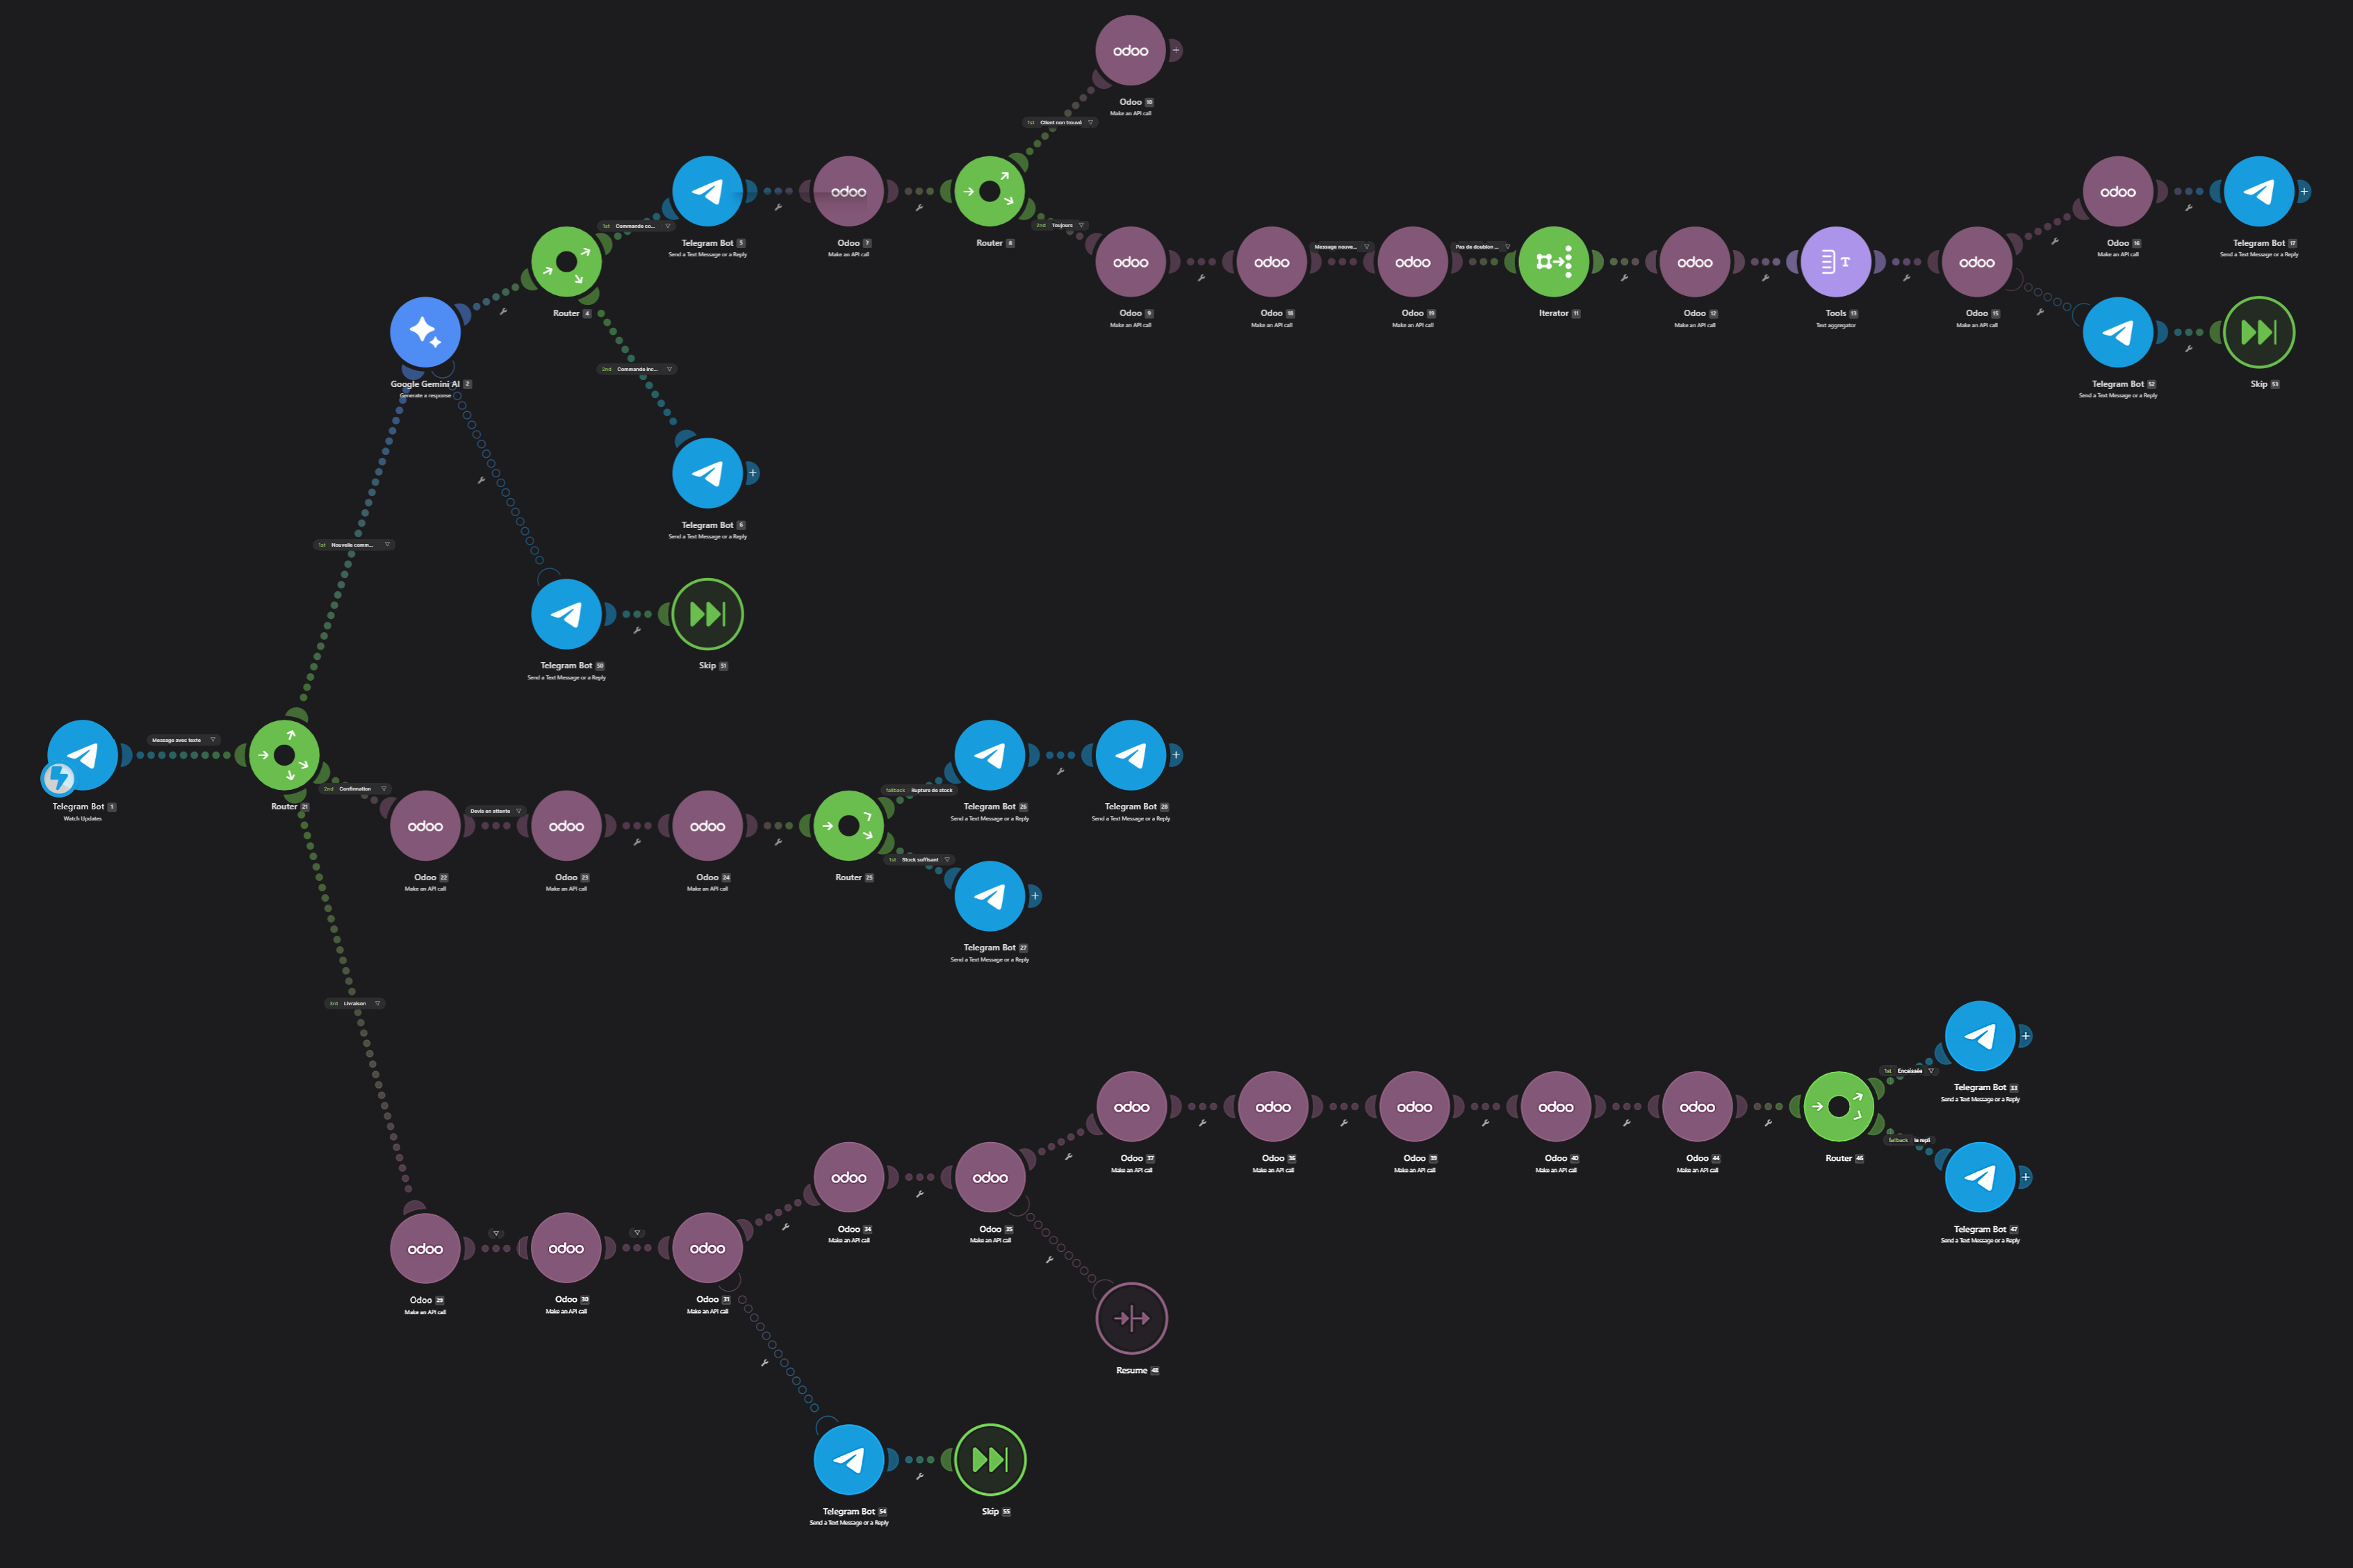 odoo
Odoo 10
Make an API call
1st Client non trouvé
Telegram Bot 5
Send a Text Message or a Reply
odoo
Odoo 7
Make an API call
Router 8
2nd Toujours
1st Commande co...
Router 4
odoo
Odoo 9
Make an API call
odoo
Odoo 18
Make an API call
Message nouve...
odoo
Odoo 19
Make an API call
Pas de doublon ...
Iterator 11
odoo
Odoo 12
Make an API call
T
Tools 13
Text aggregator
odoo
Odoo 15
Make an API call
odoo
Odoo 16
Make an API call
Telegram Bot 17
Send a Text Message or a Reply
Telegram Bot 52
Send a Text Message or a Reply
Skip 53
Google Gemini AI 2
Generate a response
2nd Commande inc...
Telegram Bot 6
Send a Text Message or a Reply
1st Nouvelle comm...
Telegram Bot 50
Send a Text Message or a Reply
Skip 51
Telegram Bot 1
Watch Updates
Message avec texte
Router 21
2nd Confirmation
odoo
Odoo 22
Make an API call
Devis en attente
odoo
Odoo 23
Make an API call
odoo
Odoo 24
Make an API call
Router 25
fallback Rupture de stock
Telegram Bot 26
Send a Text Message or a Reply
Telegram Bot 28
Send a Text Message or a Reply
1st Stock suffisant
Telegram Bot 27
Send a Text Message or a Reply
3rd Livraison
odoo
Odoo 29
Make an API call
odoo
Odoo 30
Make an API call
odoo
Odoo 31
Make an API call
odoo
Odoo 34
Make an API call
odoo
Odoo 35
Make an API call
odoo
Odoo 37
Make an API call
odoo
Odoo 36
Make an API call
odoo
Odoo 39
Make an API call
odoo
Odoo 40
Make an API call
odoo
Odoo 44
Make an API call
Router 46
1st Encaissée
Telegram Bot 33
Send a Text Message or a Reply
fallback le repli
Telegram Bot 47
Send a Text Message or a Reply
Resume 48
Telegram Bot 54
Send a Text Message or a Reply
Skip 55